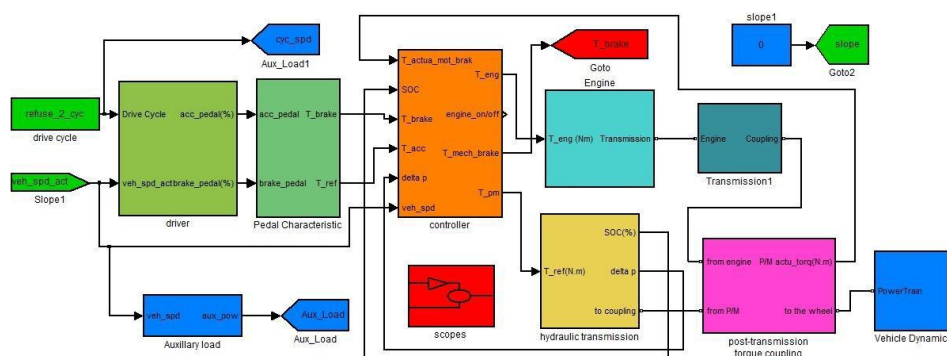 cyc_spd
Aux_Load1
refuse_2_cyc
drive cycle
veh_spd_act
Slope1
Drive Cycle
acc_pedal(%)
veh_spd_act
brake_pedal(%)
driver
acc_pedal
T_brake
brake_pedal
T_ref
Pedal Characteristic
T_actua_mot_brak
SOC
T_brake
T_acc
delta p
veh_spd
T_eng
engine_on/off
T_mech_brake
T_pm
controller
T_brake
Goto
Engine
T_eng (Nm)
Transmission
slope1
0
slope
Goto2
Engine
Coupling
Transmission1
veh_spd
aux_pow
Auxillary load
Aux_Load
Aux_Load
scopes
T_ref(N.m)
SOC(%)
delta p
to coupling
hydraulic transmission
from engine
P/M actu_torq(N.m)
from P/M
to the wheel
post-transmission
torque coupling
PowerTrain
Vehicle Dynamic